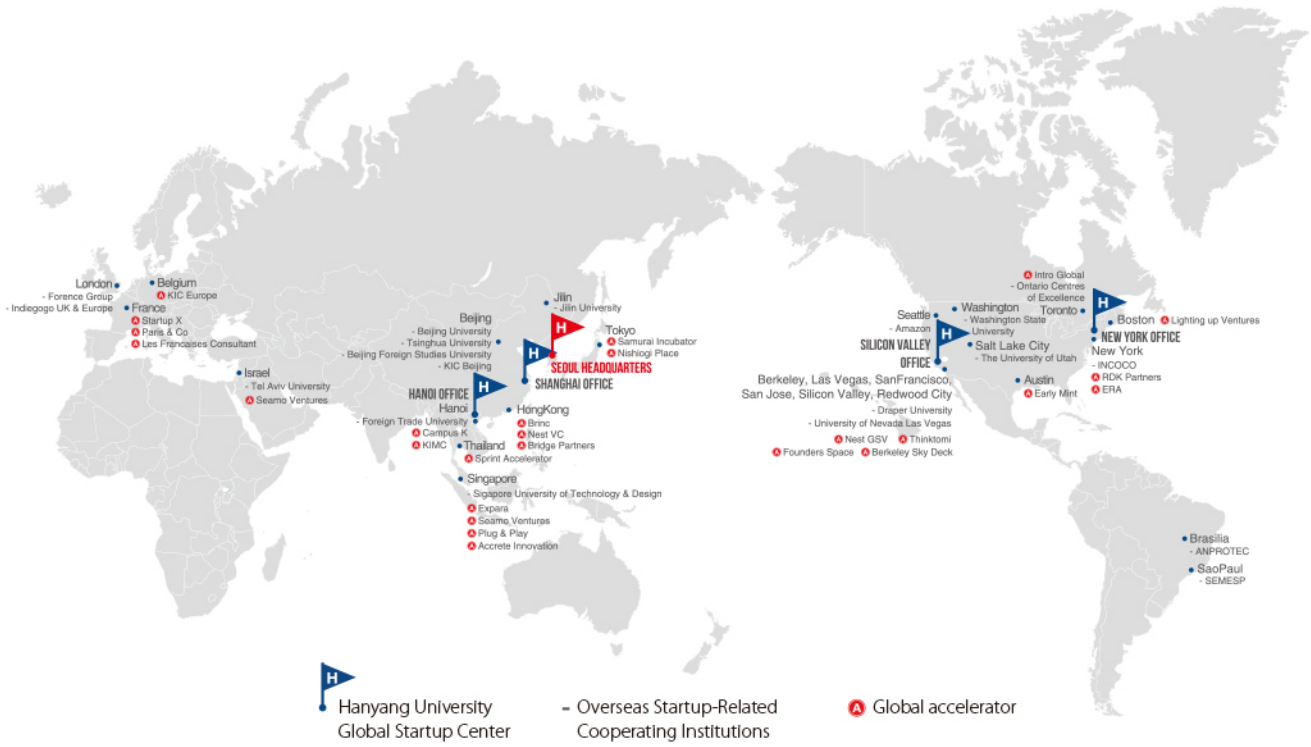 London
- Forence Group
- Indiegogo UK & Europe
Belgium
A KIC Europe
France
A Startup X
A Paris & Co
A Les Francaises Consultant
Israel
- Tel Aviv University
A Seamo Ventures
Jilin
- Jilin University
Beijing
- Beijing University
- Tsinghua University
- Beijing Foreign Studies University
- KIC Beijing
H
SEOUL HEADQUARTERS
Tokyo
A Samurai Incubator
A Nishiogi Place
H
SHANGHAI OFFICE
H
HANOI OFFICE
Hanoi
- Foreign Trade University
A Campus K
A KIMC
HongKong
A Brinc
A Nest VC
A Bridge Partners
Thailand
A Sprint Accelerator
Singapore
- Sigapore University of Technology & Design
A Expara
A Seamo Ventures
A Plug & Play
A Accrete Innovation
Seattle
- Amazon
H
SILICON VALLEY
OFFICE
Washington
- Washington State
University
Salt Lake City
- The University of Utah
Berkeley, Las Vegas, SanFrancisco,
San Jose, Silicon Valley, Redwood City
- Draper University
- University of Nevada Las Vegas
A Nest GSV A Thinktomi
A Founders Space A Berkeley Sky Deck
A Intro Global
- Ontario Centres
of Excellence
Toronto
H
Boston A Lighting up Ventures
NEW YORK OFFICE
New York
- INCOCO
A RDK Partners
A ERA
Austin
A Early Mint
Brasilia
- ANPROTEC
SaoPaul
- SEMESP
H
Hanyang University
Global Startup Center
- Overseas Startup-Related
Cooperating Institutions
A Global accelerator